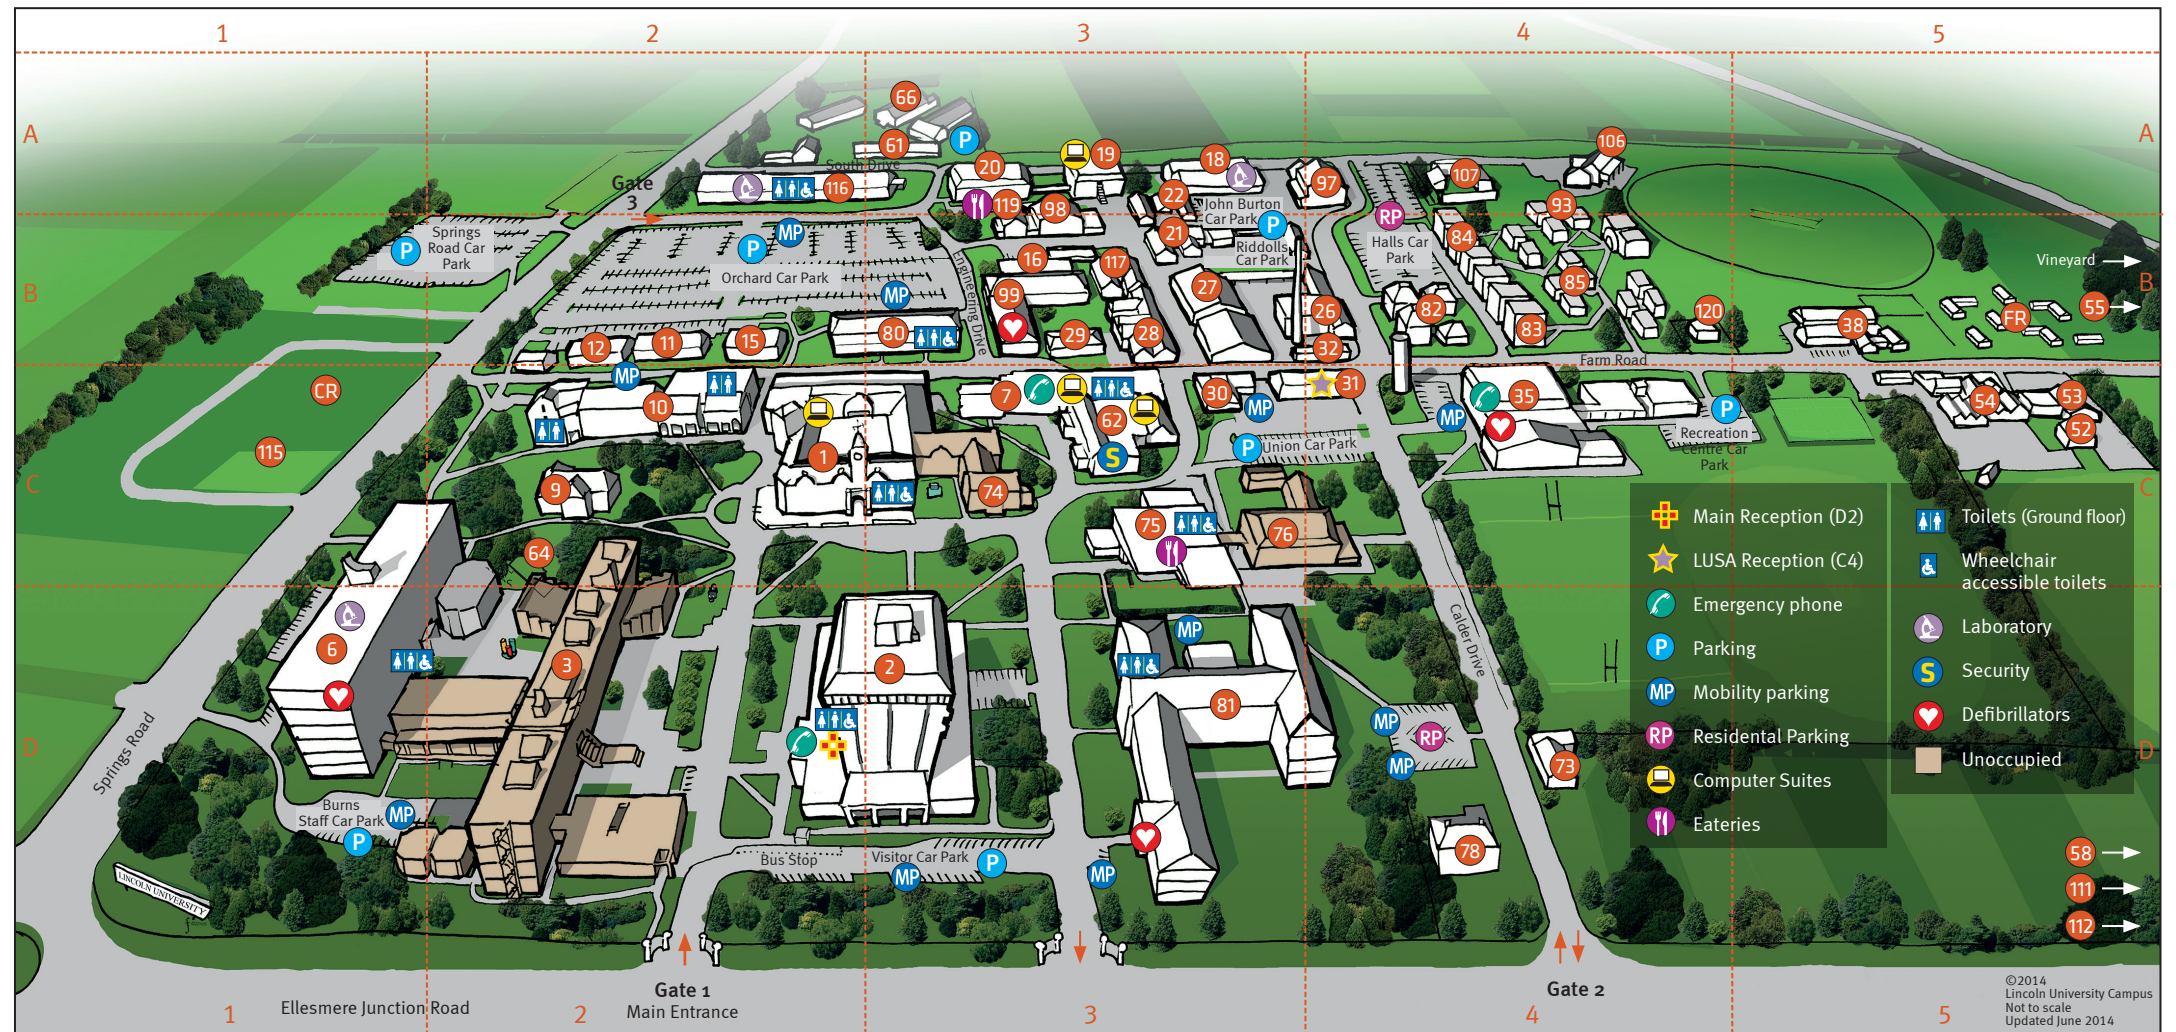 1 2 3 4 5
A A
66
61 P 19
South Drive
20 18 106
Gate
3
116 107
97
22
119 98
John Burton
Car Park
RP 93
P
MP
Springs
Road Car
Park
P
P
21
Riddolls
Car Park
Halls Car
Park
84
Vineyard
Orchard Car Park
Engineering Drive
16 117
B B
MP 99 27 85
26 82 120 55
FR
12 11 15 80 29 28 83 38
32
Farm Road
MP
CR 7 30 31 35 54 53
10 MP MP P
62
52
Recreation
Centre Car
Park
115 1 P Union Car Park
S
C C
9 74
75 76
64
Main Reception (D2)
LUSA Reception (C4)
Emergency phone
Parking
P
Mobility parking
MP
Residental Parking
RP
Computer Suites
Eateries
Toilets (Ground floor)
Wheelchair
accessible toilets
Laboratory
Security
S
Defibrillators
Unoccupied
Calder Drive
MP
6 3 2
81
MP RP
MP
D D
73
Springs Road
Burns
Staff Car Park
MP
P
78
Bus Stop
Visitor Car Park
P
MP MP
LINCOLN UNIVERSITY
58
111
112
Gate 1
Main Entrance
Gate 2
Ellesmere Junction Road
1 2 3 4 5
©2014
Lincoln University Campus
Not to scale
Updated June 2014